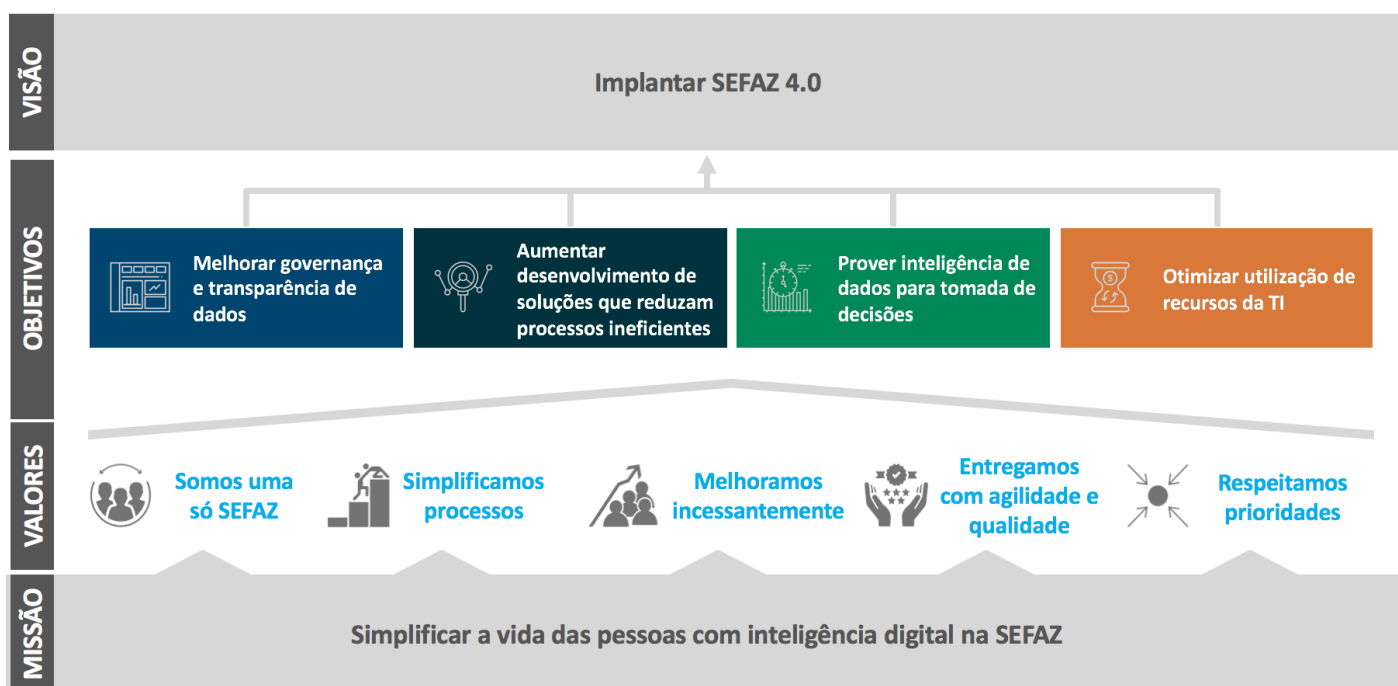 VISÃO
Implantar SEFAZ 4.0
OBJETIVOS
Melhorar governança
e transparência de
dados
Aumentar
desenvolvimento de
soluções que reduzam
processos ineficientes
Prover inteligência de
dados para tomada de
decisões
Otimizar utilização de
recursos da TI
VALORES
Somos uma
só SEFAZ
Simplificamos
processos
Melhoramos
incessantemente
Entregamos
com agilidade e
qualidade
Respeitamos
prioridades
MISSÃO
Simplificar a vida das pessoas com inteligência digital na SEFAZ